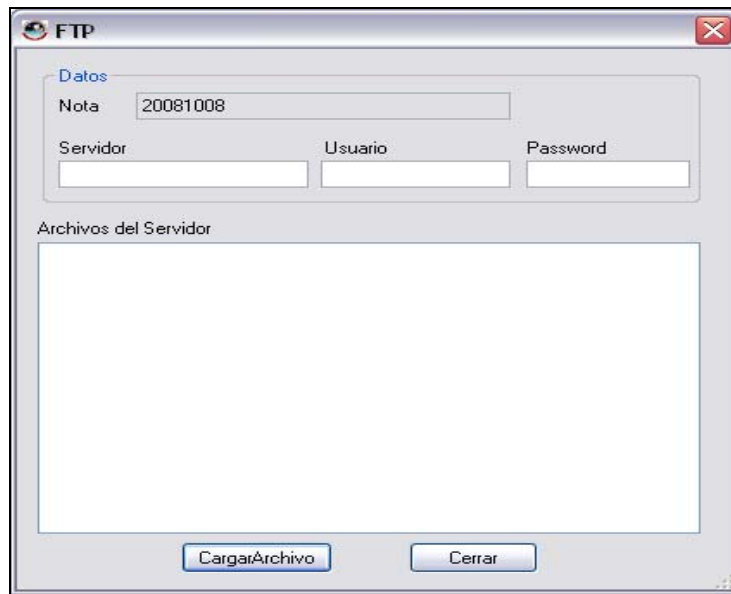 FTP
Datos
Nota 20081008
Servidor Usuario Password
Archivos del Servidor
CargarArchivo Cerrar